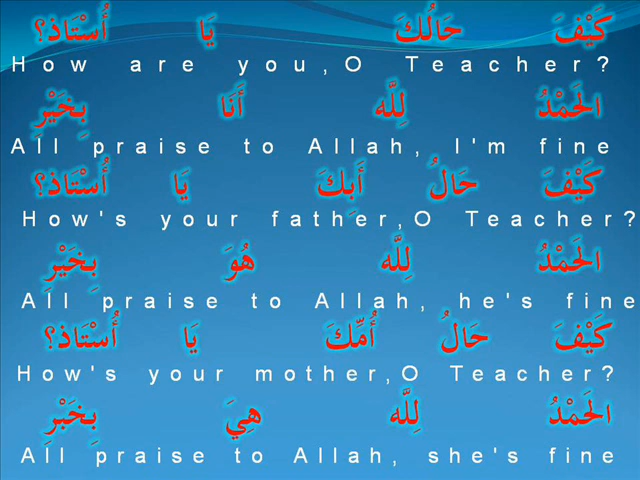 كَيْفَ حَالُكَ يَا أُسْتَاذ؟
How are you,O Teacher?
الحَمْدُ لِلَّه أَنَا بِخَيْرِ
All praise to Allah, I'm fine
كَيْفَ حَالُ أَبِكَ يَا أُسْتَاذ؟
How's your father,O Teacher?
الحَمْدُ لِلَّه هُوَ بِخَيْرِ
All praise to Allah, he's fine
كَيْفَ حَالُ أُمِّكَ يَا أُسْتَاذ؟
How's your mother,O Teacher?
الحَمْدُ لِلَّه هِيَ بِخَبْرِ
All praise to Allah, she's fine